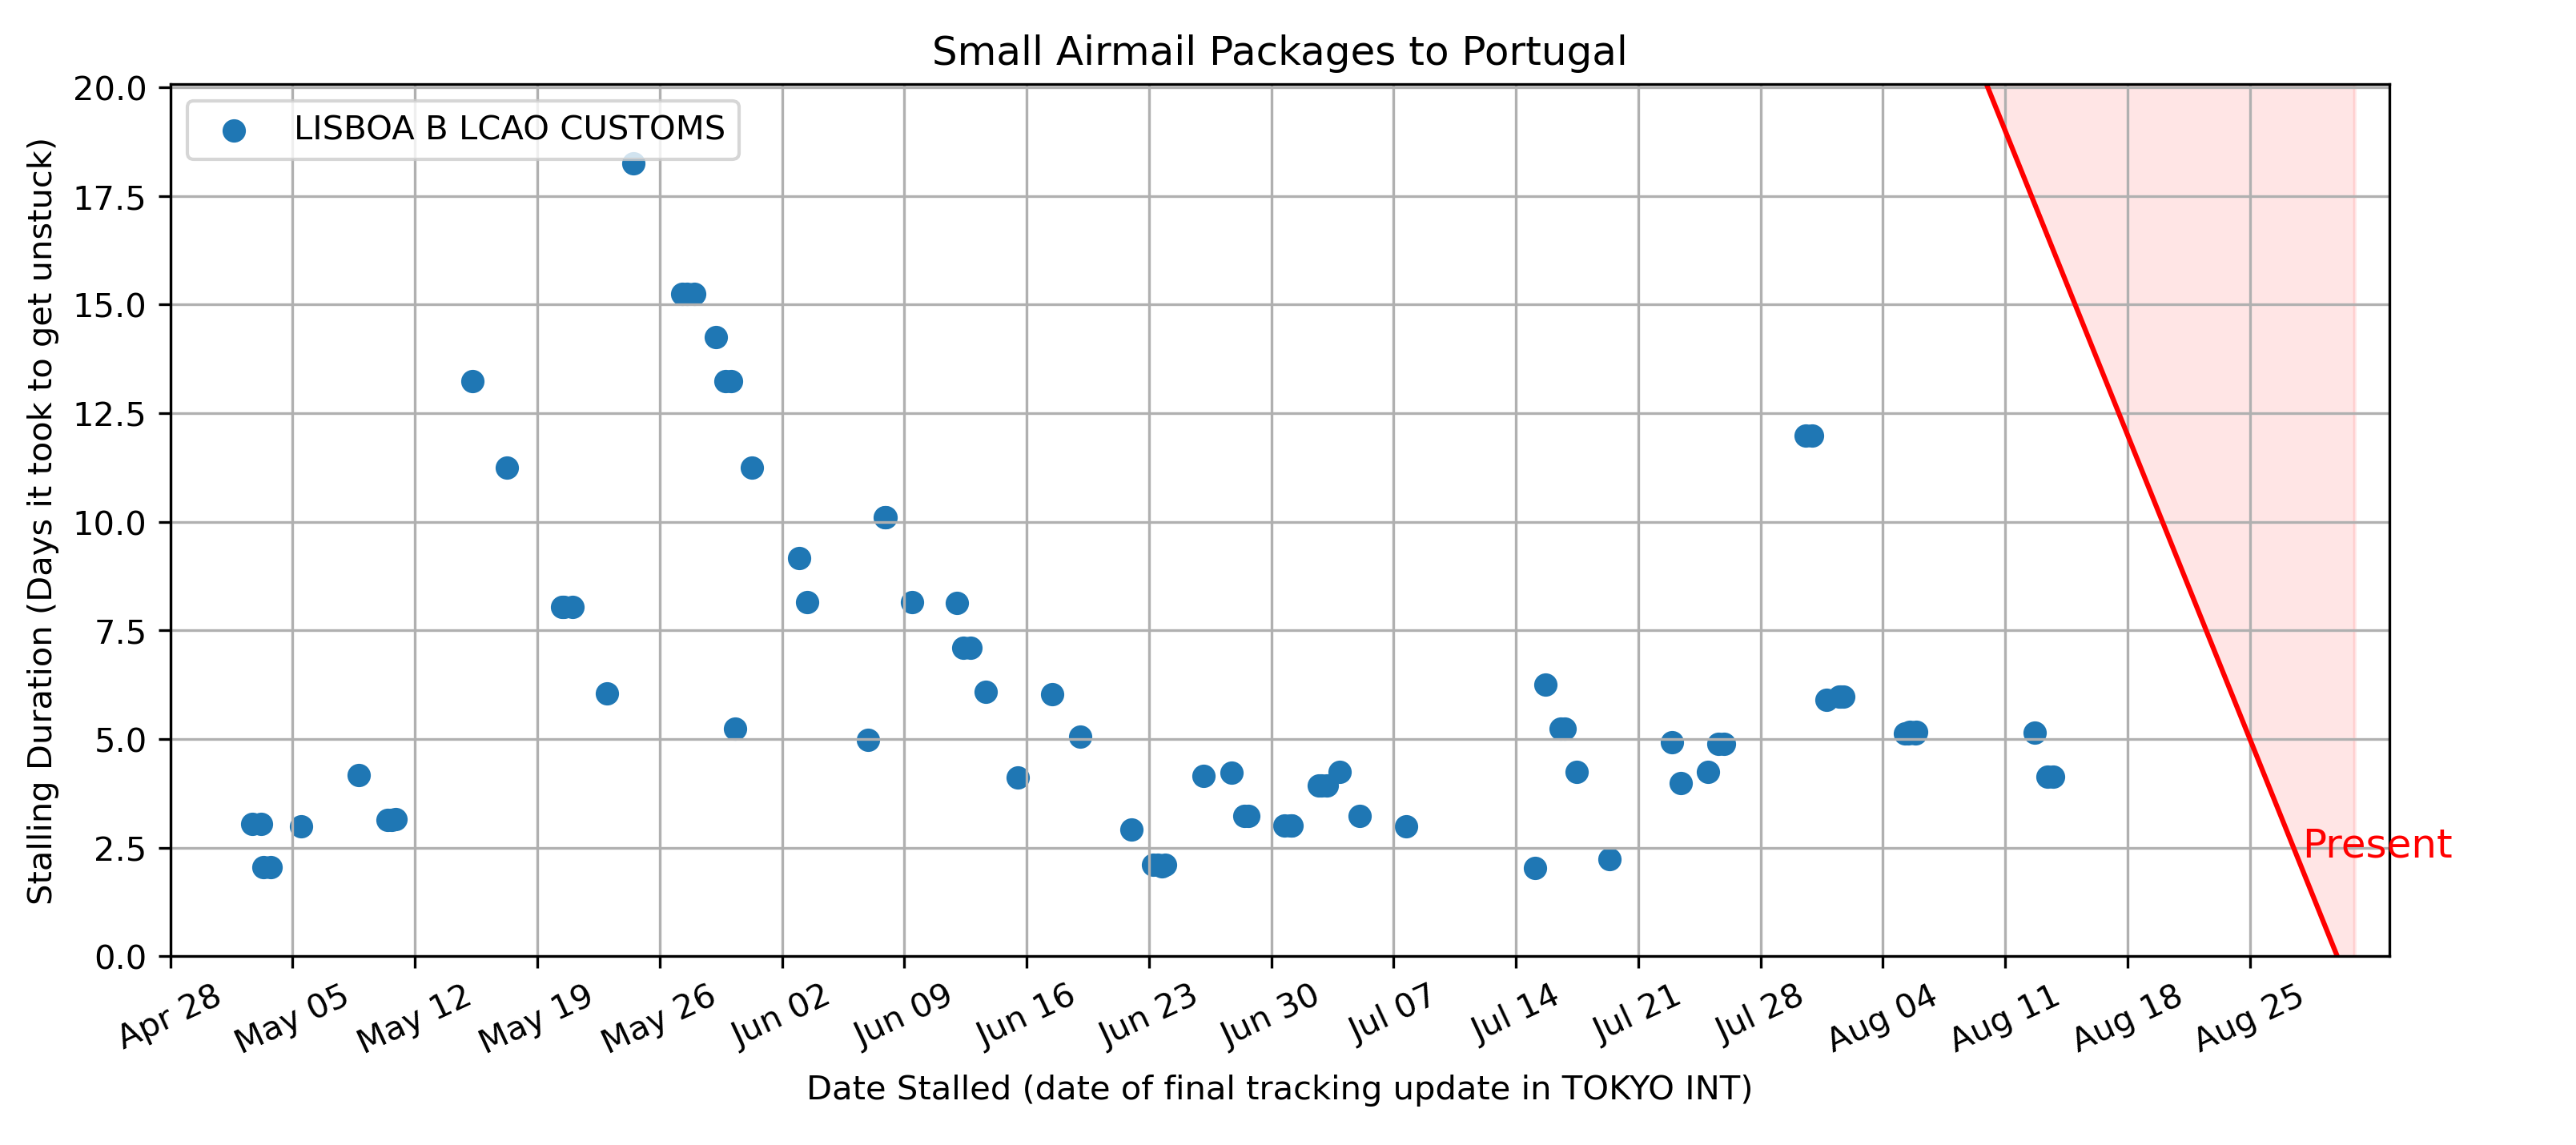 Small Airmail Packages to Portugal
LISBOA B LCAO CUSTOMS
Stalling Duration (Days it took to get unstuck)
20.0
17.5
15.0
12.5
10.0
7.5
5.0
2.5
0.0
Present
Apr 28
May 05
May 12
May 19
May 26
Jun 02
Jun 09
Jun 16
Jun 23
Jun 30
Jul 07
Jul 14
Jul 21
Jul 28
Aug 04
Aug 11
Aug 18
Aug 25
Date Stalled (date of final tracking update in TOKYO INT)